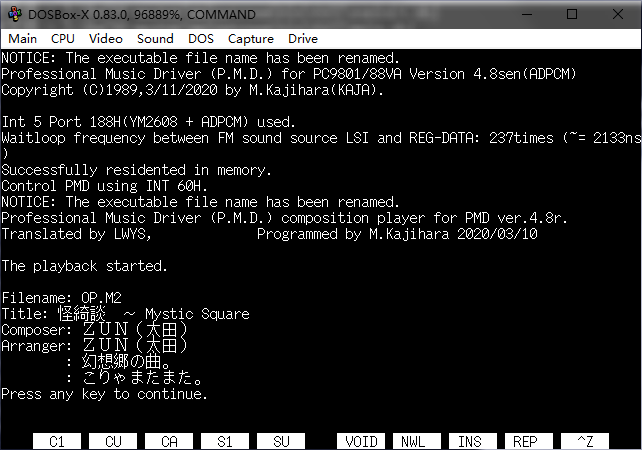 DOSBox-X 0.83.0, 96889%, COMMAND
Main CPU Video Sound DOS Capture Drive
NOTICE: The executable file name has been renamed.
Professional Music Driver (P.M.D.) for PC9801/88VA Version 4.8sen(ADPCM)
Copyright (C)1989,3/11/2020 by M.Kajihara(KAJA).
Int 5 Port 188H(YM2608 + ADPCM) used.
Waitloop frequency between FM sound source LSI and REG-DATA: 237times (~= 2133ns
)
Successfully residented in memory.
Control PMD using INT 60H.
NOTICE: The executable file name has been renamed.
Professional Music Driver (P.M.D.) composition player for PMD ver.4.8r.
Translated by LWYS, Programmed by M.Kajihara 2020/03/10
The playback started.
Filename: OP.M2
Title: 怪綺談 ～ Mystic Square
Composer: ＺＵＮ（太田）
Arranger: ＺＵＮ（太田）
: 幻想郷の曲。
: こりゃまたまた。
Press any key to continue.
C1 CU CA S1 SU VOID NWL INS REP ^Z